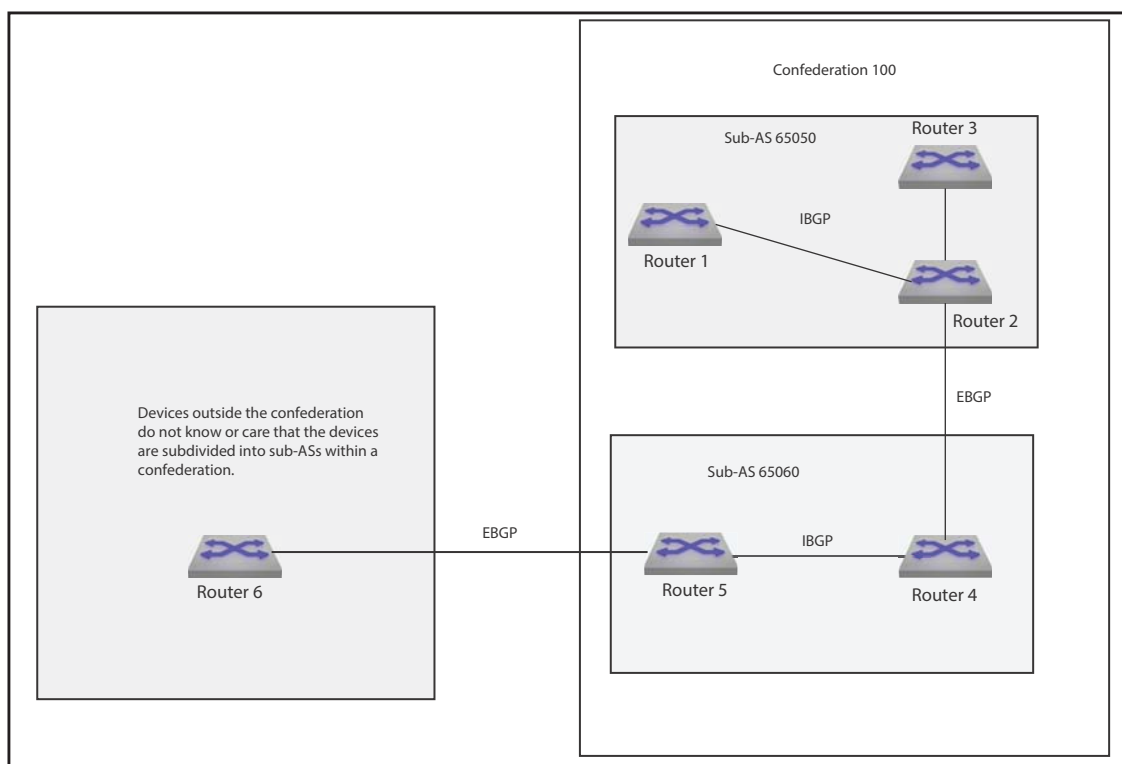 Confederation 100
Sub-AS 65050
Router 3
IBGP
Router 1
Router 2
EBGP
Devices outside the confederation
do not know or care that the devices
are subdivided into sub-ASs within a
confederation.
Sub-AS 65060
EBGP
IBGP
Router 6
Router 5
Router 4